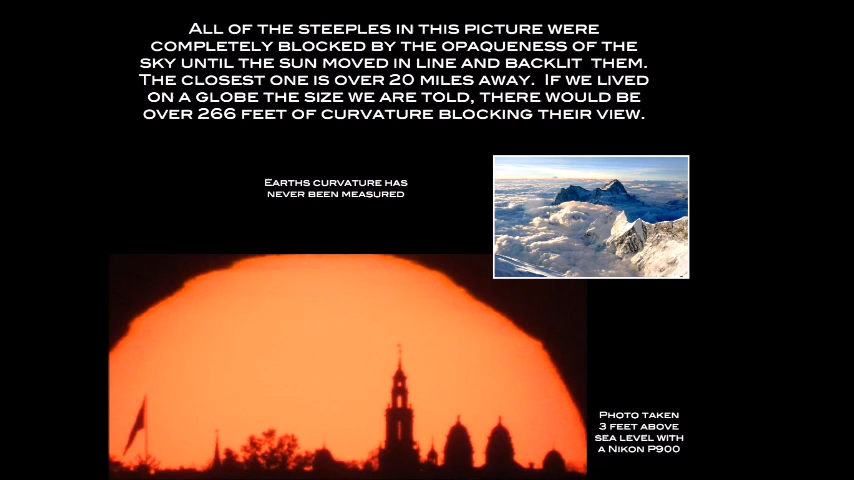 All of the steeples in this picture were
completely blocked by the opaqueness of the
sky until the sun moved in line and backlit them.
The closest one is over 20 miles away. If we lived
on a globe the size we are told, there would be
over 266 feet of curvature blocking their view.
Earths curvature has
never been measured
Photo taken
3 feet above
sea level with
a Nikon P900